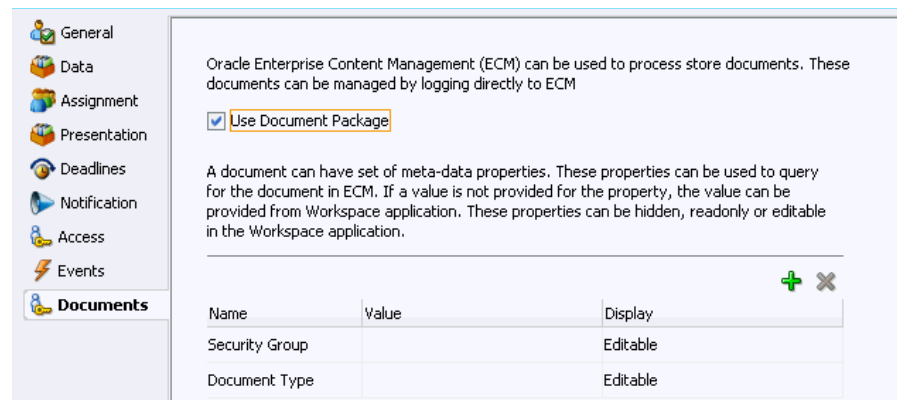 General
Data
Assignment
Presentation
Deadlines
Notification
Access
Events
Documents
Oracle Enterprise Content Management (ECM) can be used to process store documents. These
documents can be managed by logging directly to ECM
Use Document Package
A document can have set of meta-data properties. These properties can be used to query
for the document in ECM. If a value is not provided for the property, the value can be
provided from Workspace application. These properties can be hidden, readonly or editable
in the Workspace application.
Name Value Display
Security Group Editable
Document Type Editable